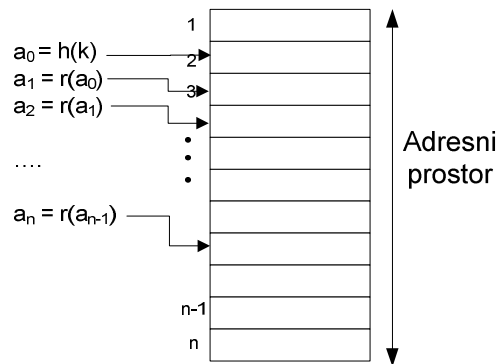 1
a₀ = h(k)
2
a₁ = r(a₀)
3
a₂ = r(a₁)
....
aₙ = r(aₙ₋₁)
n-1
n
Adresni
prostor